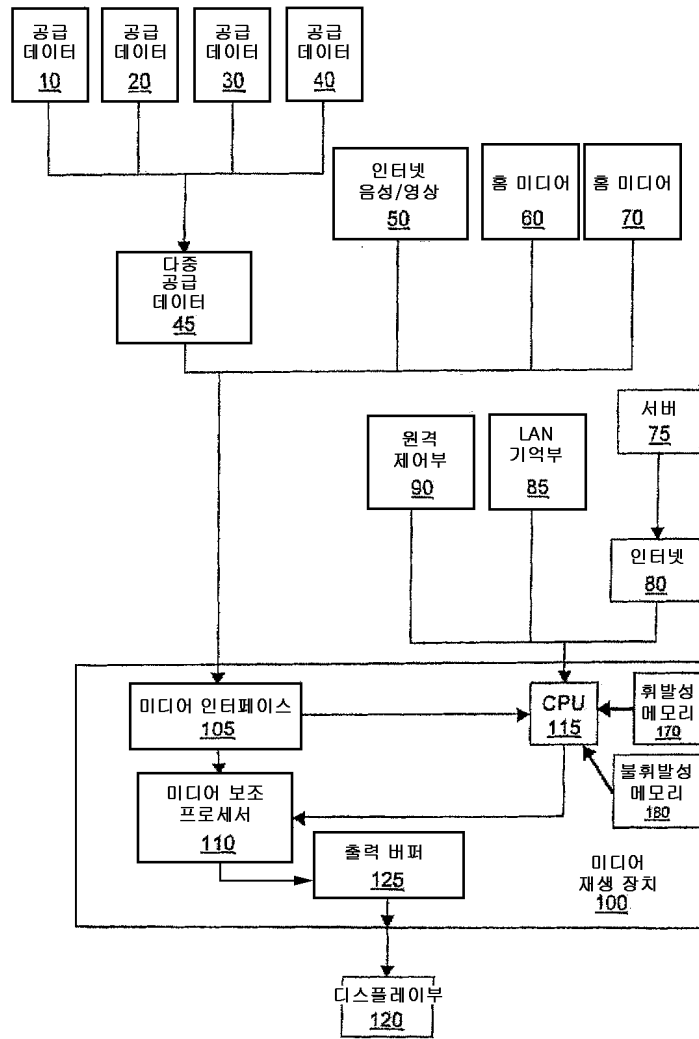 공급
데이터
10
공급
데이터
20
공급
데이터
30
공급
데이터
40
인터넷
음성/영상
50
홈 미디어
60
홈 미디어
70
다중
공급
데이터
45
서버
75
원격
제어부
90
LAN
기억부
85
인터넷
80
미디어 인터페이스
105
CPU
115
휘발성
메모리
170
불휘발성
메모리
180
미디어 보조
프로세서
110
출력 버퍼
125
미디어
재생 장치
100
디스플레이부
120